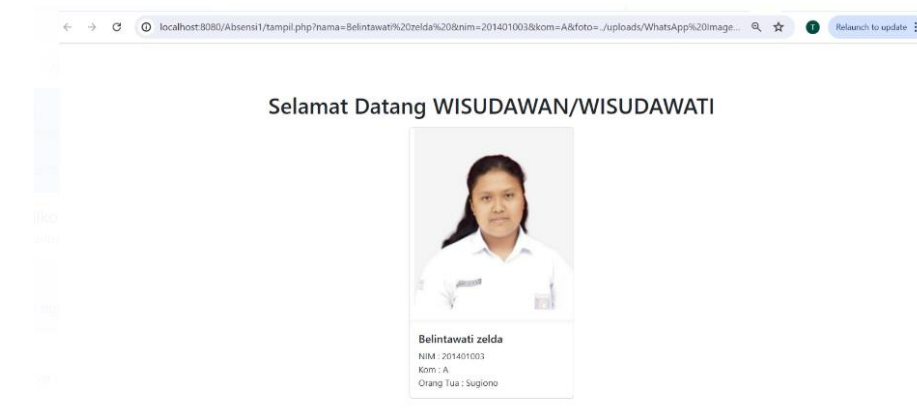 localhost:8080/Absensi1/tampil.php?nama=Belintawati%20zelda%20&nim=201401003&kom=A&foto=../uploads/WhatsApp%20Image...
T
Relaunch to update
Selamat Datang WISUDAWAN/WISUDAWATI
Belintawati zelda
NIM : 201401003
Kom : A
Orang Tua : Sugiono